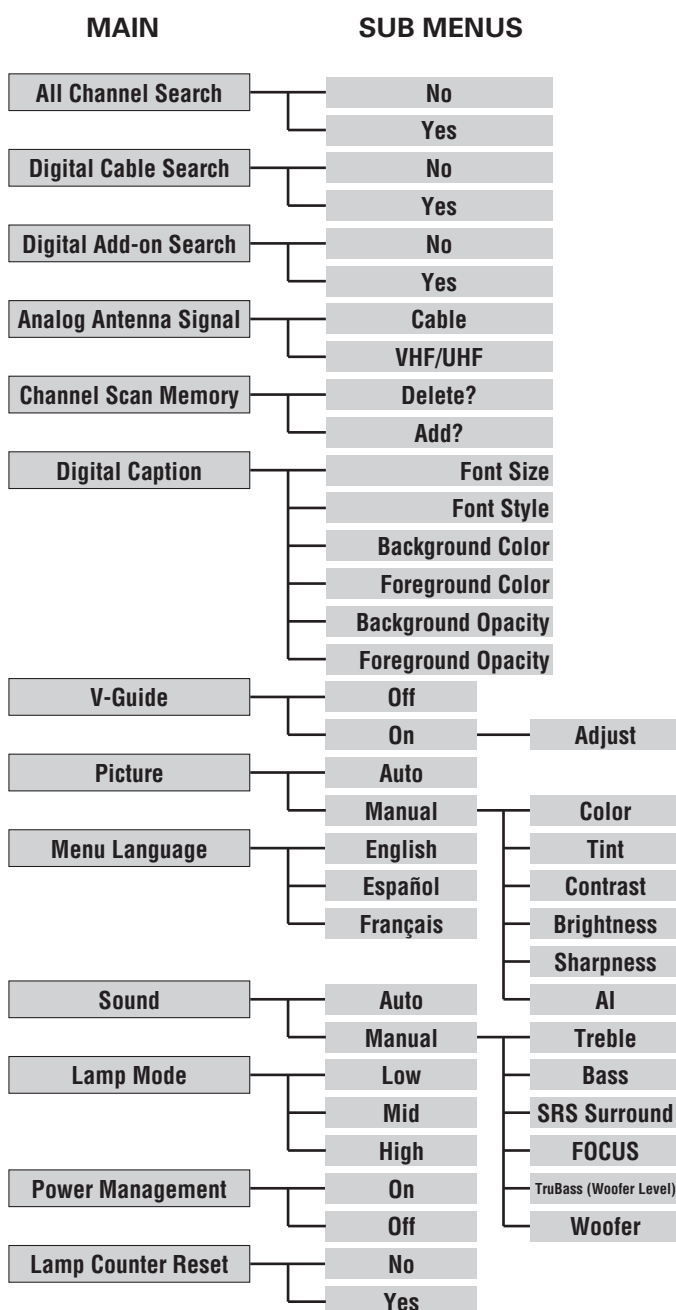 MAIN SUB MENUS
All Channel Search No
Yes
Digital Cable Search No
Yes
Digital Add-on Search No
Yes
Analog Antenna Signal Cable
VHF/UHF
Channel Scan Memory Delete?
Add?
Digital Caption Font Size
Font Style
Background Color
Foreground Color
Background Opacity
Foreground Opacity
V-Guide Off
On Adjust
Picture Auto
Manual Color
Menu Language English Tint
Español Contrast
Français Brightness
Sharpness
Sound Auto AI
Manual Treble
Lamp Mode Low Bass
Mid SRS Surround
High FOCUS
Power Management On TruBass (Woofer Level)
Off Woofer
Lamp Counter Reset No
Yes